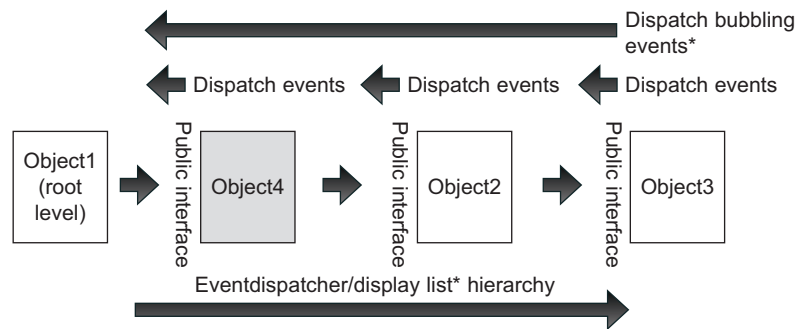 Dispatch bubbling
events*
Dispatch events
Dispatch events
Dispatch events
Object1
(root
level)
Public interface
Object4
Public interface
Object2
Public interface
Object3
Eventdispatcher/display list* hierarchy